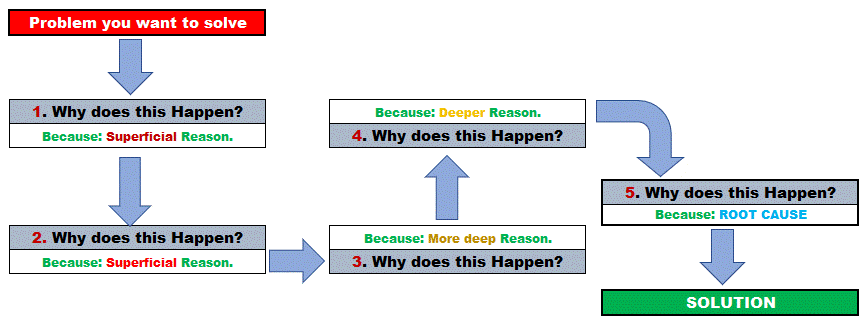 Problem you want to solve
1. Why does this Happen?
Because: Superficial Reason.
2. Why does this Happen?
Because: Superficial Reason.
Because: More deep Reason.
3. Why does this Happen?
Because: Deeper Reason.
4. Why does this Happen?
5. Why does this Happen?
Because: ROOT CAUSE
SOLUTION